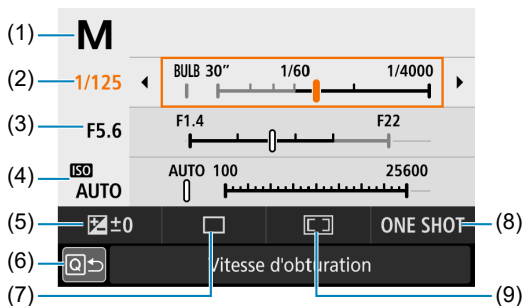 (1) M
(2) 1/125 BULB 30" 1/60 1/4000
(3) F5.6 F1.4 F22
(4) ISO AUTO AUTO 100 25600
(5) ±0 ONE SHOT (8)
(6) Q Vitesse d'obturation
(7) (9)